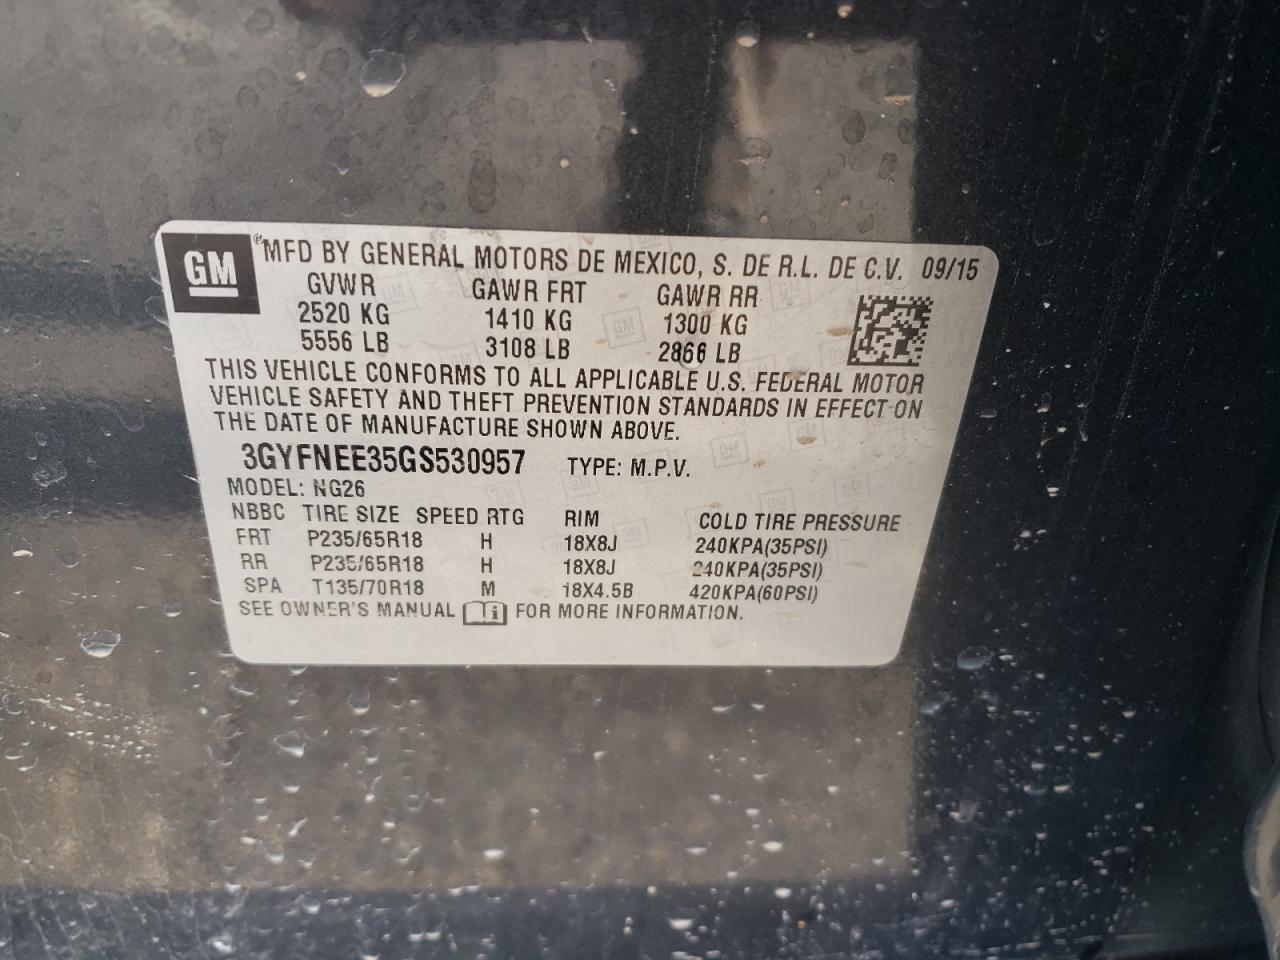 GM ® MFD BY GENERAL MOTORS DE MEXICO, S. DE R.L. DE C.V. 09/15
GVWR GAWR FRT GAWR RR
2520 KG 1410 KG 1300 KG
5556 LB 3108 LB 2866 LB
THIS VEHICLE CONFORMS TO ALL APPLICABLE U.S. FEDERAL MOTOR
VEHICLE SAFETY AND THEFT PREVENTION STANDARDS IN EFFECT ON
THE DATE OF MANUFACTURE SHOWN ABOVE.
3GYFNEE35GS530957 TYPE: M.P.V.
MODEL: NG26
NBBC TIRE SIZE SPEED RTG RIM COLD TIRE PRESSURE
FRT P235/65R18 H 18X8J 240KPA(35PSI)
RR P235/65R18 H 18X8J 240KPA(35PSI)
SPA T135/70R18 M 18X4.5B 420KPA(60PSI)
SEE OWNER'S MANUAL i FOR MORE INFORMATION.